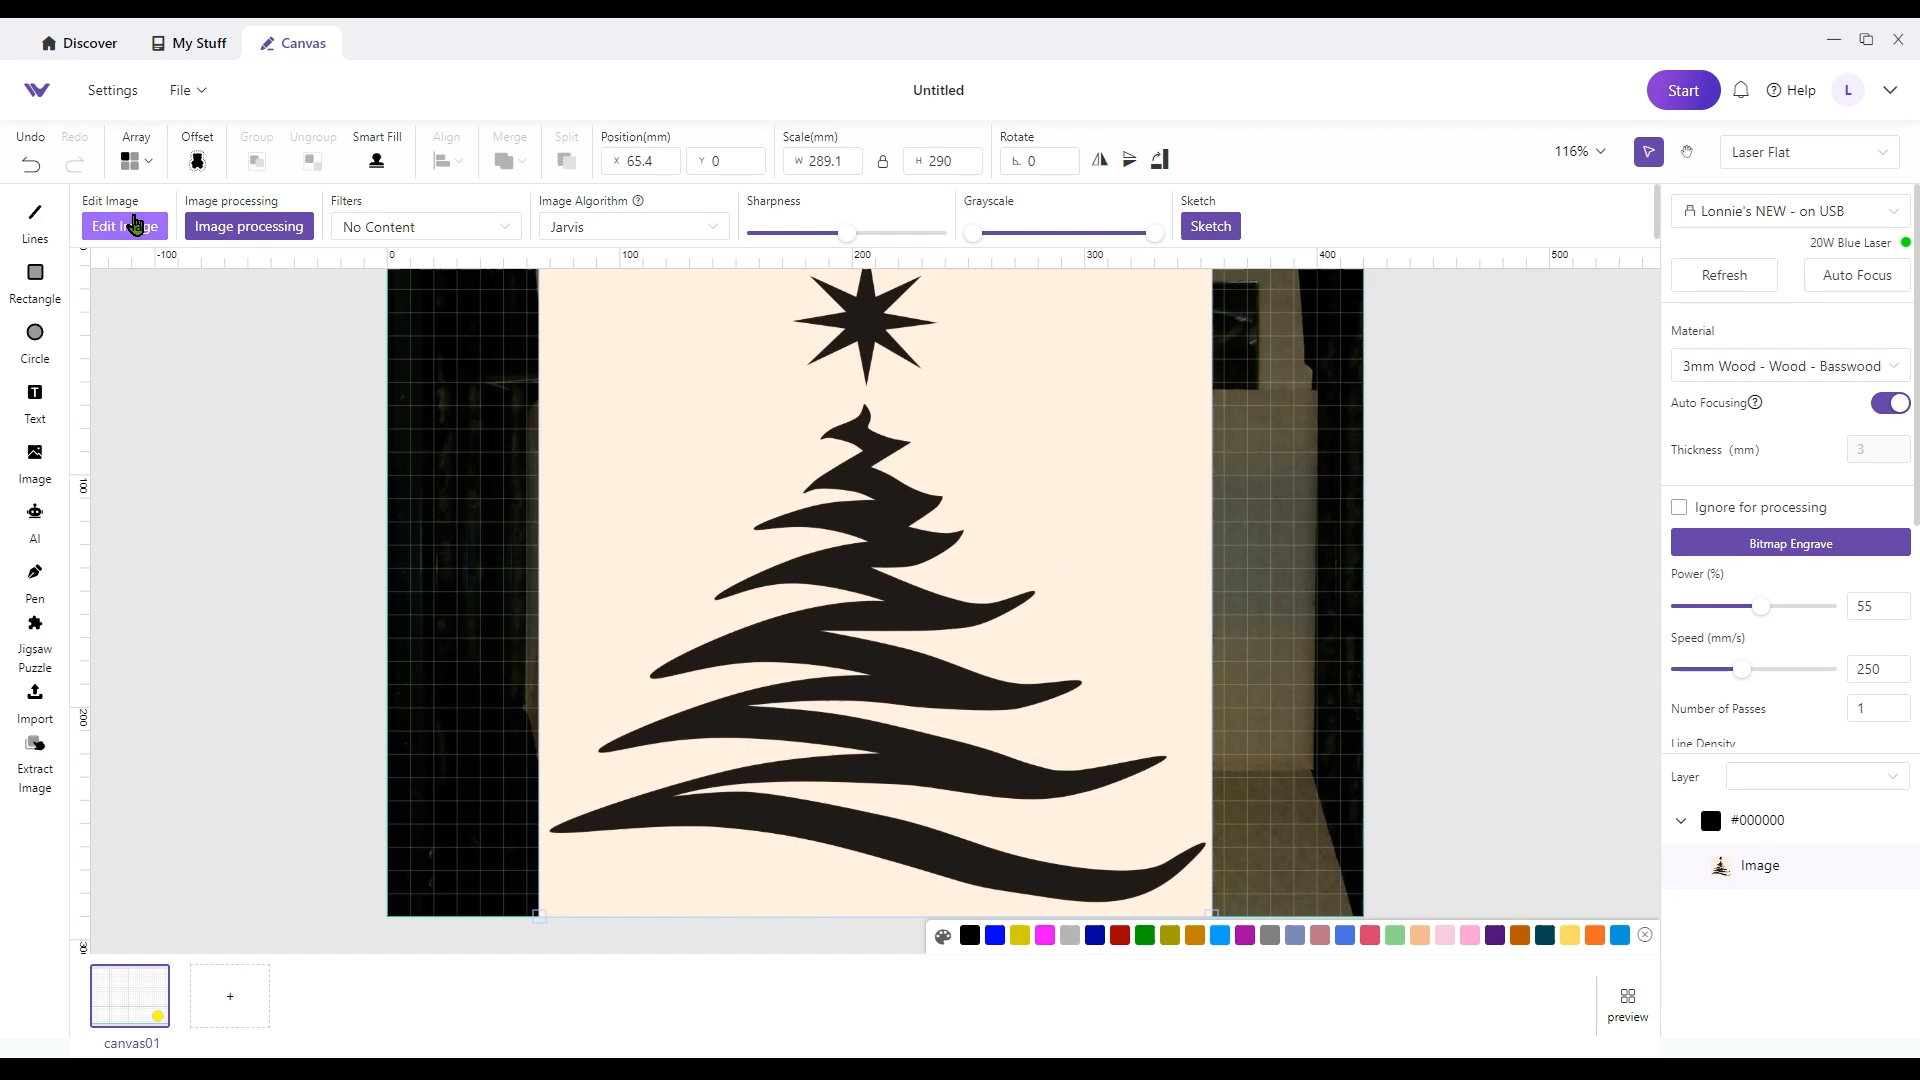 Discover My Stuff Canvas
Settings File Untitled Start Help L
Undo Redo Array Offset Group Ungroup Smart Fill Align Merge Split Position(mm) Scale(mm) Rotate
X 65.4 Y 0 W 289.1 H 290 0 116% Laser Flat
Edit Image Image processing Filters Image Algorithm ? Sharpness Grayscale Sketch
Edit Image Image processing No Content Jarvis Sketch
-100 0 100 200 300 400 500
100
200
Lines
Rectangle
Circle
Text
Image
AI
Pen
Jigsaw
Puzzle
Import
Extract
Image
Lonnie's NEW - on USB
20W Blue Laser
Refresh Auto Focus
Material
3mm Wood - Wood - Basswood
Auto Focusing?
Thickness (mm) 3
Ignore for processing
Bitmap Engrave
Power (%)
55
Speed (mm/s)
250
Number of Passes 1
Line Density
Layer
#000000
Image
+
canvas01
preview